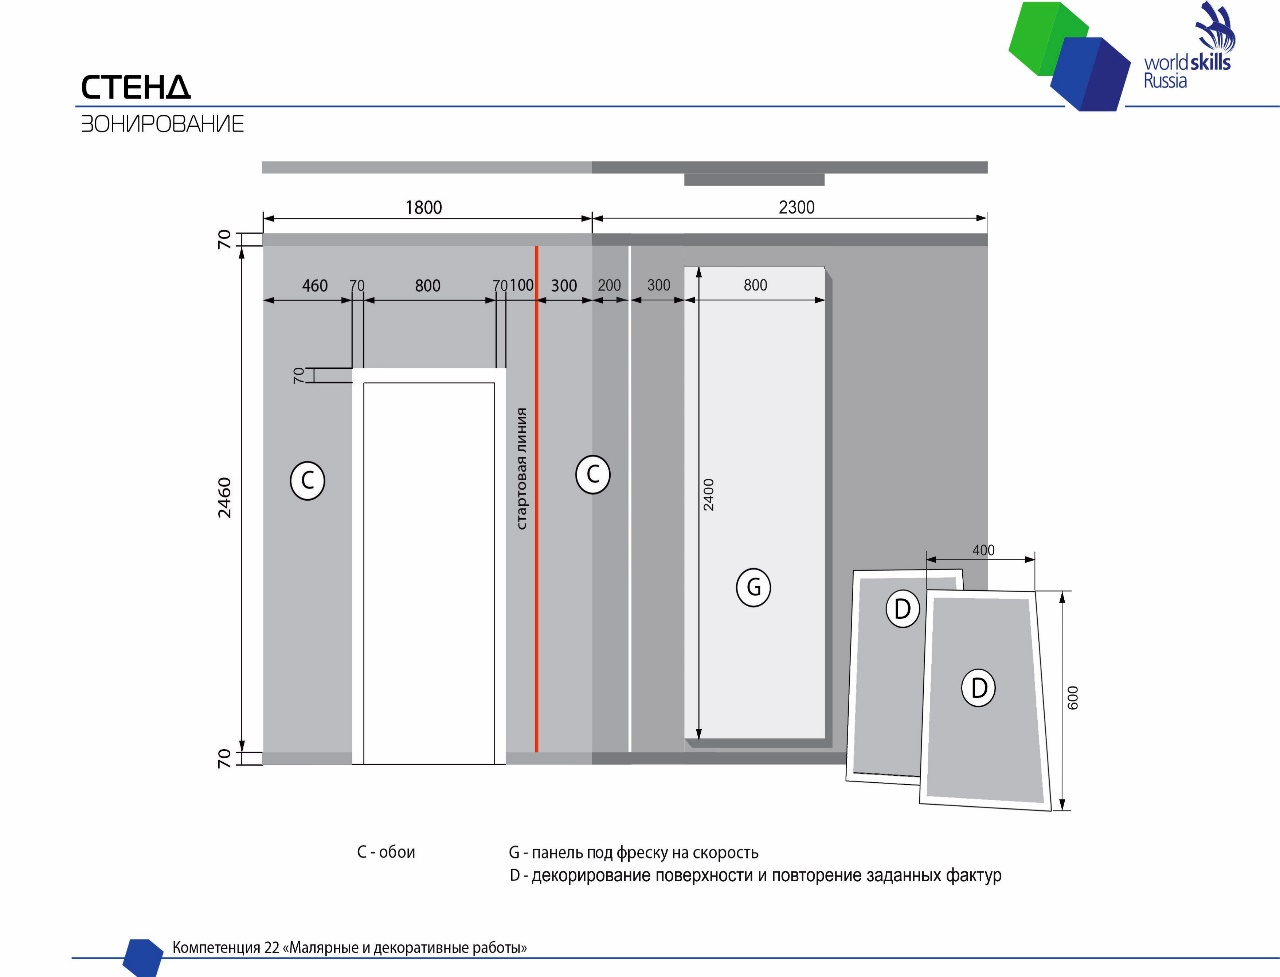 world skills
Russia
СТЕНД
ЗОНИРОВАНИЕ
1800
2300
70
460
70
800
70
100
300
200
300
800
70
стартовая линия
C
C
2460
2400
G
400
D
D
600
70
C - обои
G - панель под фреску на скорость
D - декорирование поверхности и повторение заданных фактур
Компетенция 22 «Малярные и декоративные работы»